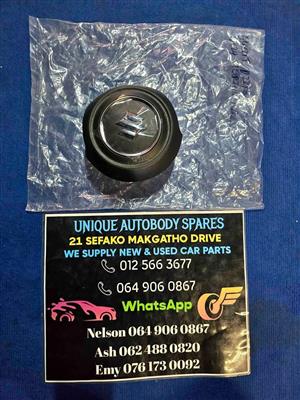 UNIQUE AUTOBODY SPARES
21 SEFAKO MAKGATHO DRIVE
WE SUPPLY NEW & USED CAR PARTS
012 566 3677
064 906 0867
WhatsApp
Nelson 064 906 0867
Ash 062 488 0820
Emy 076 173 0092